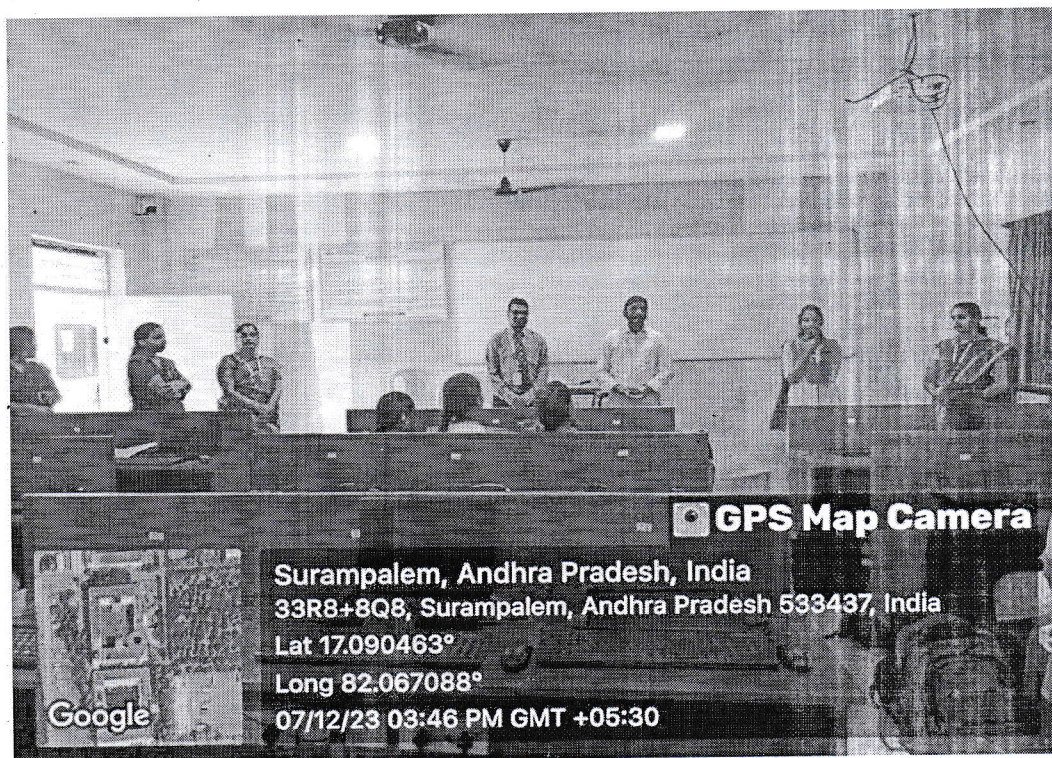 GPS Map Camera
Surampalem, Andhra Pradesh, India
33R8+8Q8, Surampalem, Andhra Pradesh 533437, India
Lat 17.090463°
Long 82.067088°
07/12/23 03:46 PM GMT +05:30
Google